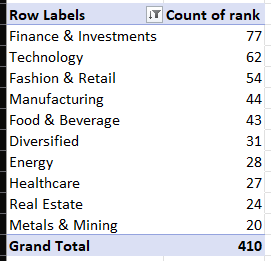 Row Labels Count of rank
Finance & Investments 77
Technology 62
Fashion & Retail 54
Manufacturing 44
Food & Beverage 43
Diversified 31
Energy 28
Healthcare 27
Real Estate 24
Metals & Mining 20
Grand Total 410